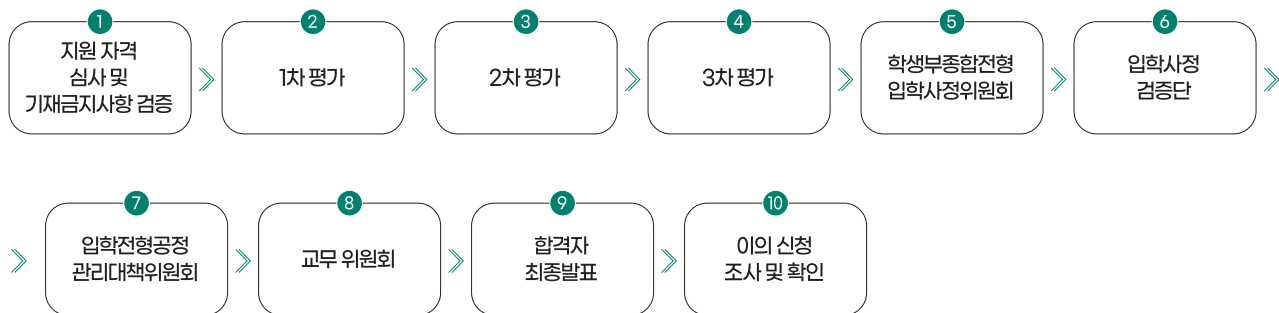 1
지원 자격
심사 및
기재금지사항 검증
2
1차 평가
3
2차 평가
4
3차 평가
5
학생부종합전형
입학사정위원회
6
입학사정
검증단
7
입학전형공정
관리대책위원회
8
교무 위원회
9
합격자
최종발표
10
이의 신청
조사 및 확인